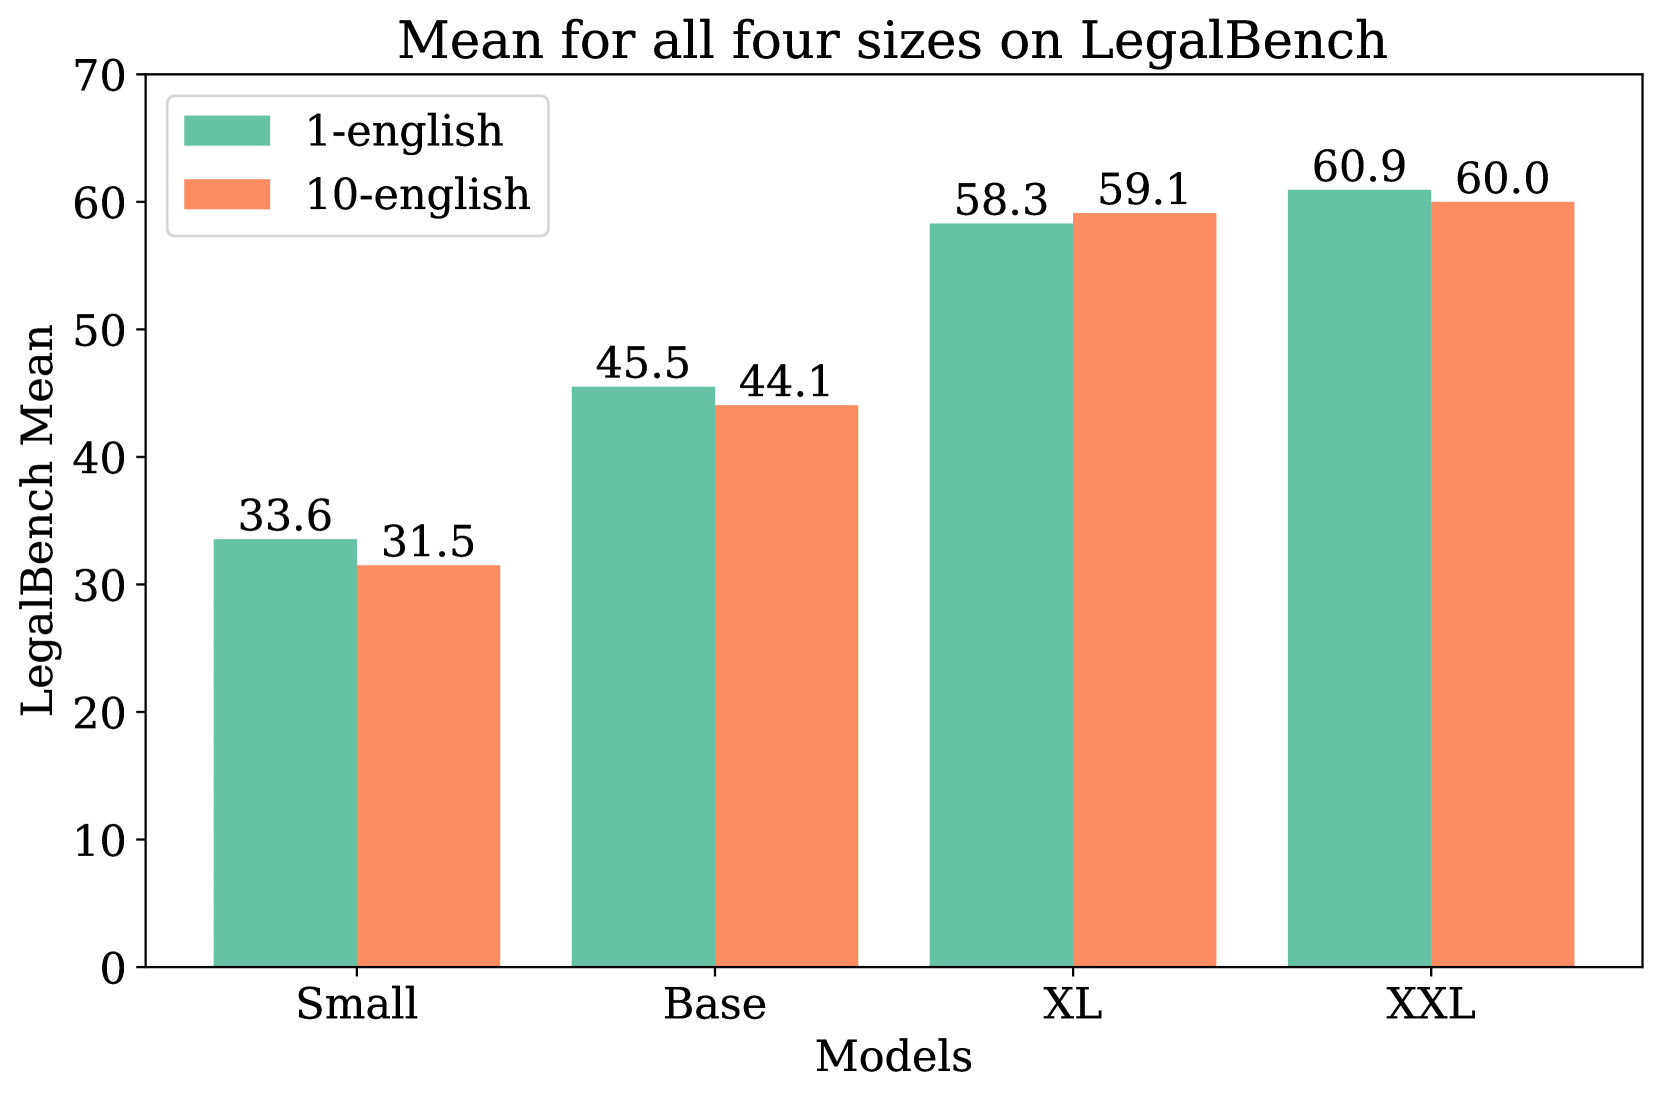 Mean for all four sizes on LegalBench
1-english
10-english
LegalBench Mean
70
60
50
40
30
20
10
0
33.6
31.5
45.5
44.1
58.3
59.1
60.9
60.0
Small
Base
XL
XXL
Models